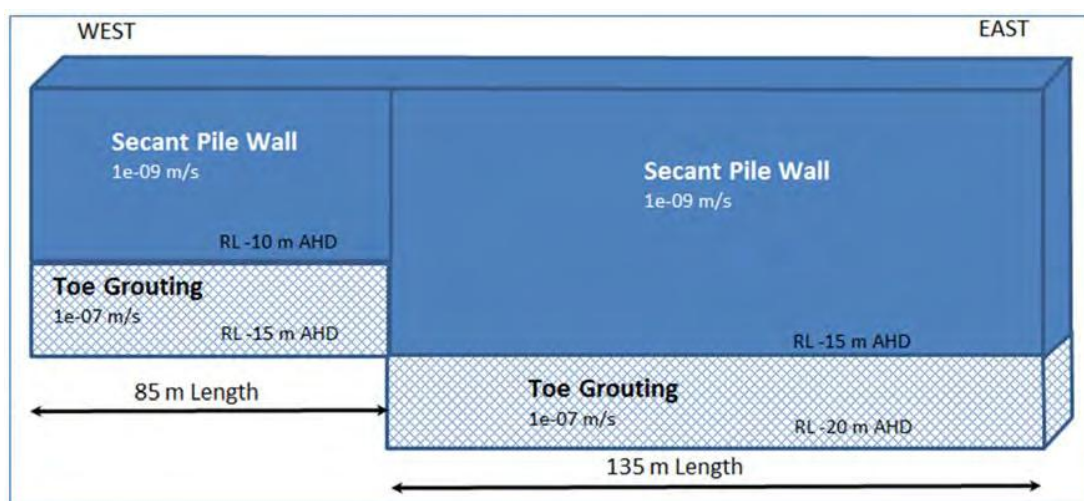 WEST
EAST
Secant Pile Wall
1e-09 m/s
RL -10 m AHD
Toe Grouting
1e-07 m/s
RL -15 m AHD
85 m Length
Secant Pile Wall
1e-09 m/s
RL -15 m AHD
Toe Grouting
1e-07 m/s
RL -20 m AHD
135 m Length